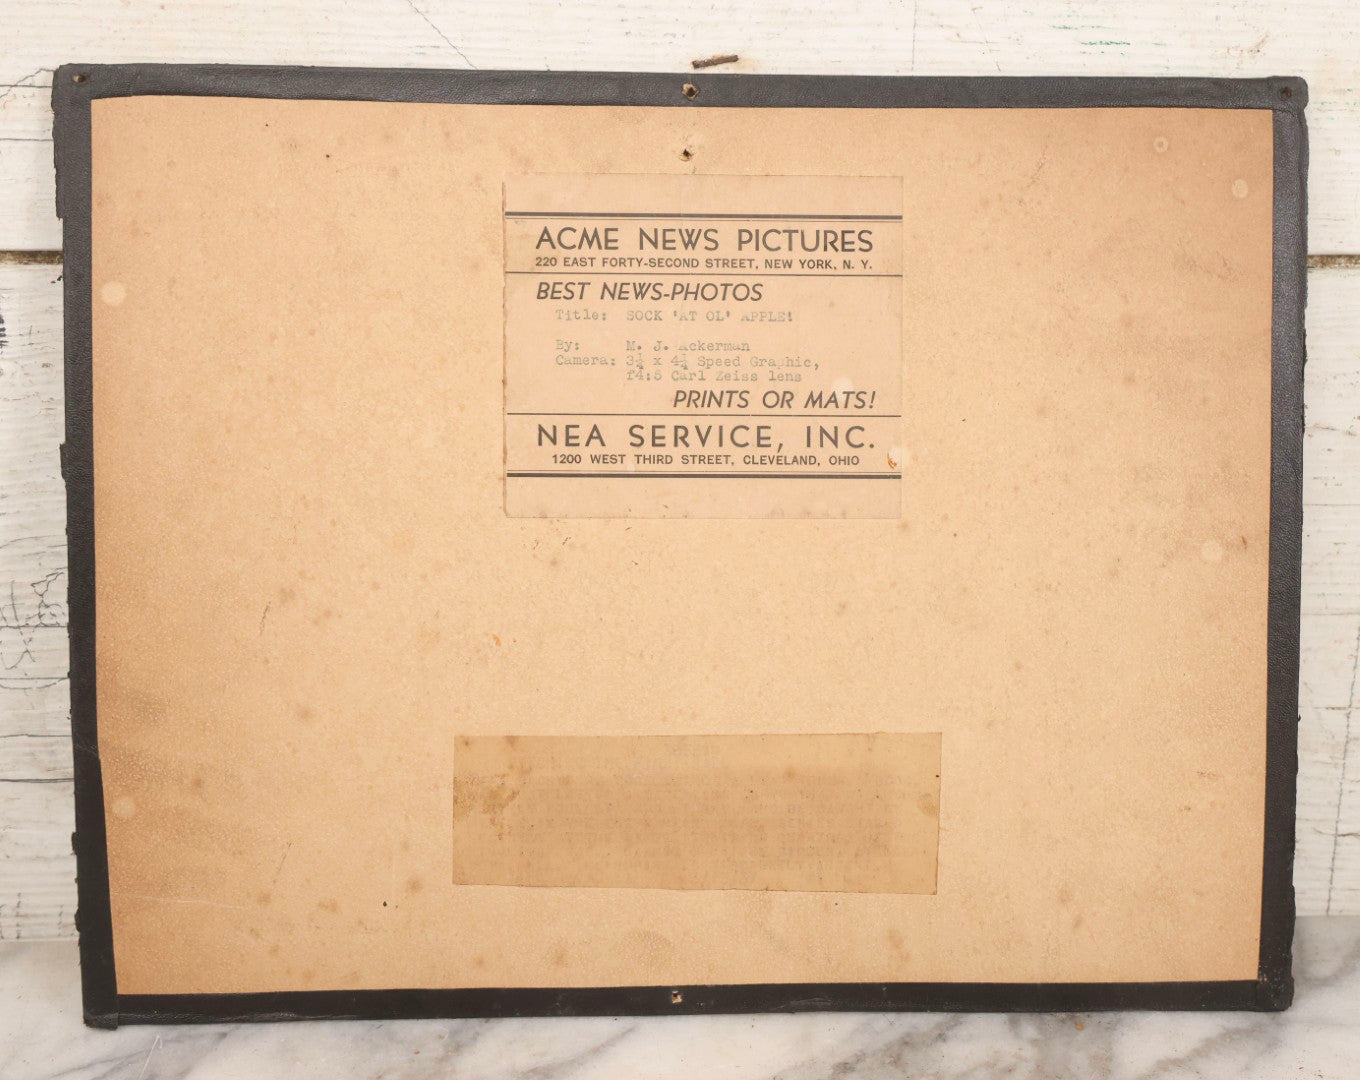 ACME NEWS PICTURES
220 EAST FORTY-SECOND STREET, NEW YORK, N. Y.
BEST NEWS-PHOTOS
Title: SOCK 'AT OL' APPLE!
By: M. J. Ackerman
Camera: 3¼ x 4¼ Speed Graphic,
f4:5 Carl Zeiss lens
PRINTS OR MATS!
NEA SERVICE, INC.
1200 WEST THIRD STREET, CLEVELAND, OHIO